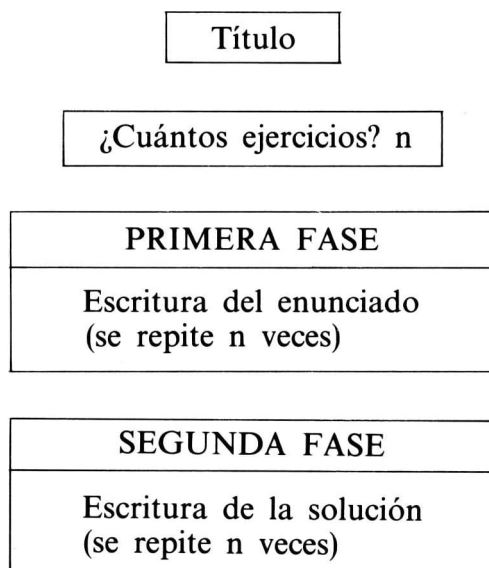 Título
¿Cuántos ejercicios? n
PRIMERA FASE
Escritura del enunciado
(se repite n veces)
SEGUNDA FASE
Escritura de la solución
(se repite n veces)